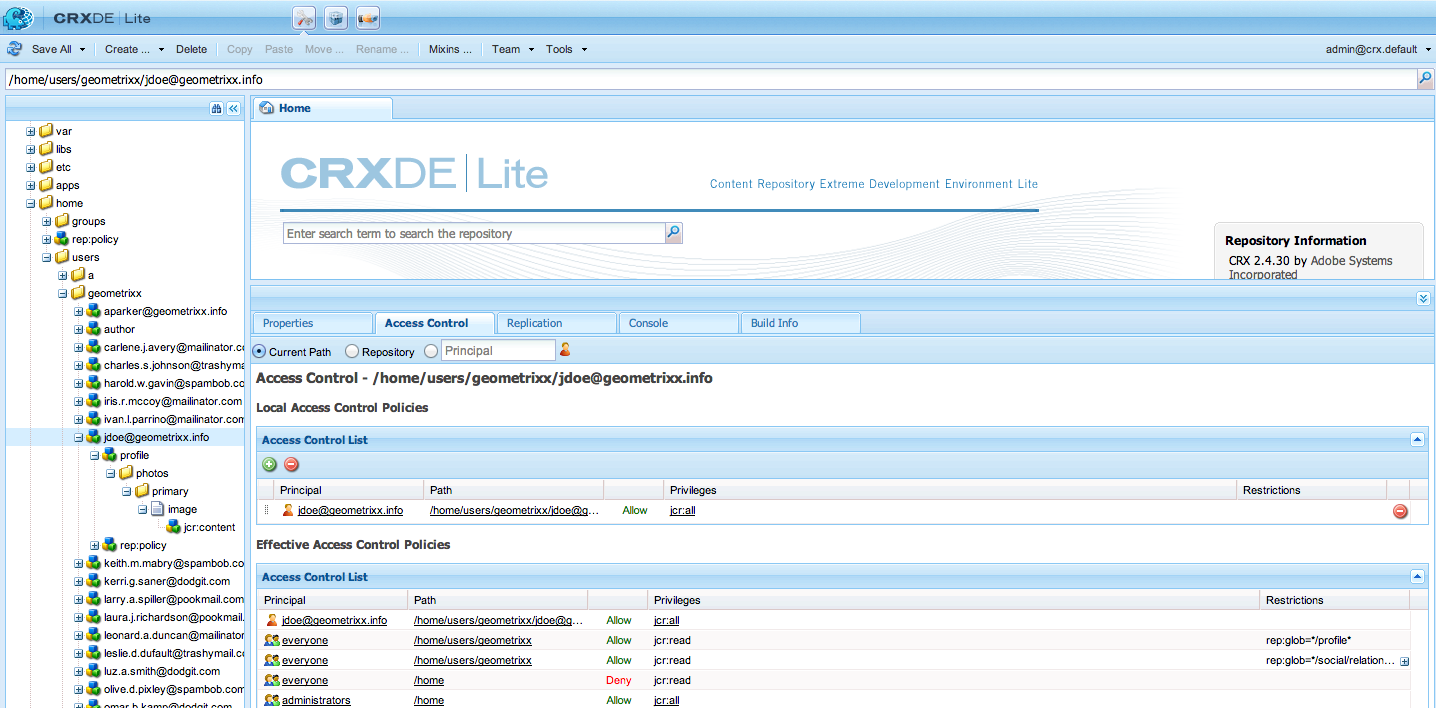 CRXDE | Lite
Save All Create ... Delete Copy Paste Move ... Rename ... Mixins ... Team Tools admin@crx.default
/home/users/geometrixx/jdoe@geometrixx.info
var
libs
etc
apps
home
groups
rep:policy
users
a
geometrixx
aparker@geometrixx.info
author
carlene.j.avery@mailinator.co
charles.s.johnson@trashyma
harold.w.gavin@spambob.co
iris.r.mccoy@mailinator.com
ivan.l.parrino@mailinator.com
jdoe@geometrixx.info
profile
photos
primary
image
jcr:content
rep:policy
keith.m.mabry@spambob.co
kerri.g.saner@dodgit.com
larry.a.spiller@pookmail.com
laura.j.richardson@pookmail.
leonard.a.duncan@mailinator
leslie.d.dufault@trashymail.co
luz.a.smith@dodgit.com
olive.d.pixley@spambob.com
omar.b.kamp@dodgit.com
Home
CRXDE | Lite
Content Repository Extreme Development Environment Lite
Enter search term to search the repository
Repository Information
CRX 2.4.30 by Adobe Systems
Incorporated
Properties Access Control Replication Console Build Info
Current Path Repository Principal
Access Control - /home/users/geometrixx/jdoe@geometrixx.info
Local Access Control Policies
Access Control List
Principal Path Privileges Restrictions
jdoe@geometrixx.info /home/users/geometrixx/jdoe@g... Allow jcr:all
Effective Access Control Policies
Access Control List
Principal Path Privileges Restrictions
jdoe@geometrixx.info /home/users/geometrixx/jdoe@g... Allow jcr:all
everyone /home/users/geometrixx Allow jcr:read rep:glob=*/profile*
everyone /home/users/geometrixx Allow jcr:read rep:glob=*/social/relation...
everyone /home Deny jcr:read
administrators /home Allow jcr:all